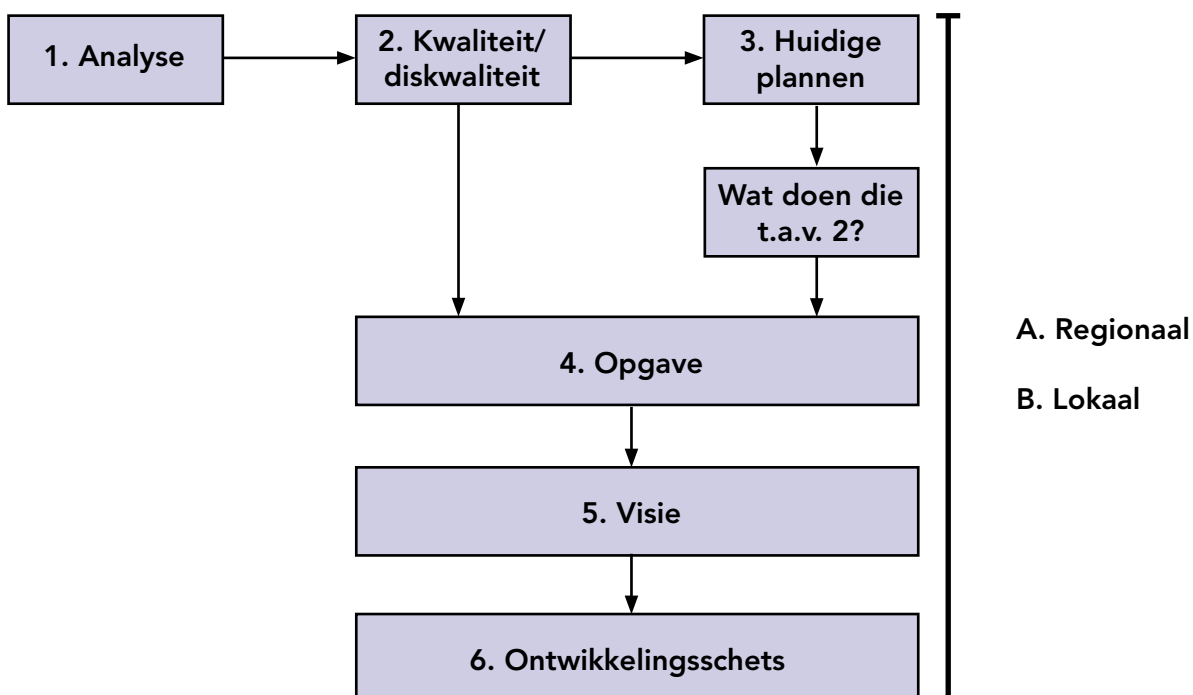 1. Analyse
2. Kwaliteit/
diskwaliteit
3. Huidige
plannen
Wat doen die
t.a.v. 2?
4. Opgave
5. Visie
6. Ontwikkelingsschets
A. Regionaal
B. Lokaal